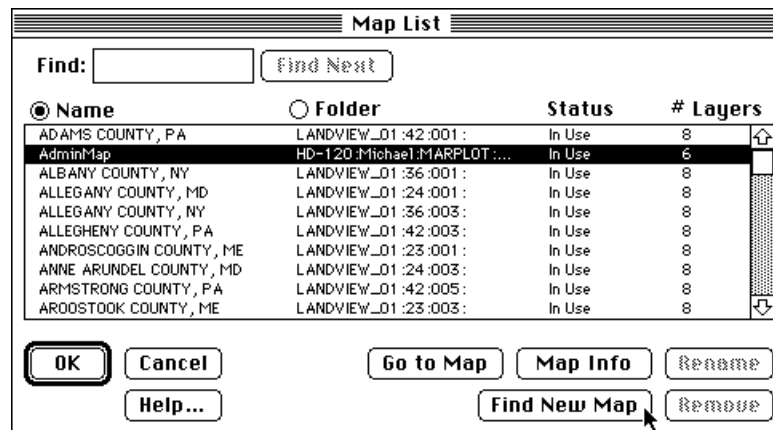 Map List
Find: Find Next
Name Folder Status # Layers
ADAMS COUNTY, PA LANDVIEW_01:42:001: In Use 8
AdminMap HD-120:Michael:MARPLOT:... In Use 6
ALBANY COUNTY, NY LANDVIEW_01:36:001: In Use 8
ALLEGANY COUNTY, MD LANDVIEW_01:24:001: In Use 8
ALLEGANY COUNTY, NY LANDVIEW_01:36:003: In Use 8
ALLEGHENY COUNTY, PA LANDVIEW_01:42:003: In Use 8
ANDROSCOGGIN COUNTY, ME LANDVIEW_01:23:001: In Use 8
ANNE ARUNDEL COUNTY, MD LANDVIEW_01:24:003: In Use 8
ARMSTRONG COUNTY, PA LANDVIEW_01:42:005: In Use 8
AROOSTOOK COUNTY, ME LANDVIEW_01:23:003: In Use 8
OK Cancel Go to Map Map Info Rename
Help... Find New Map Remove